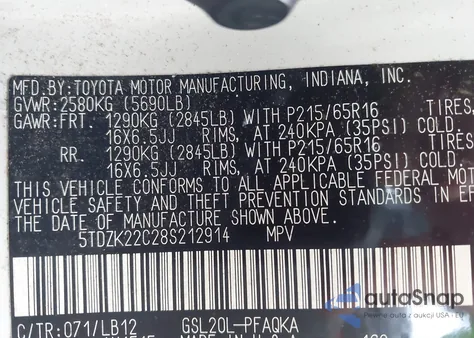 MFD.BY:TOYOTA MOTOR MANUFACTURING, INDIANA, INC.
GVWR:2580KG (5690LB)
GAWR:FRT. 1290KG (2845LB) WITH P215/65R16 TIRES
16X6.5JJ RIMS, AT 240KPA (35PSI) COLD.
RR. 1290KG (2845LB) WITH P215/65R16 TIRES
16X6.5JJ RIMS, AT 240KPA (35PSI) COLD.
THIS VEHICLE CONFORMS TO ALL APPLICABLE FEDERAL MOT
VEHICLE SAFETY AND THEFT PREVENTION STANDARDS IN EF
THE DATE OF MANUFACTURE SHOWN ABOVE.
5TDZK22C28S212914 MPV
C/TR:071/LB12 GSL20L-PFAQKA
autoSnap